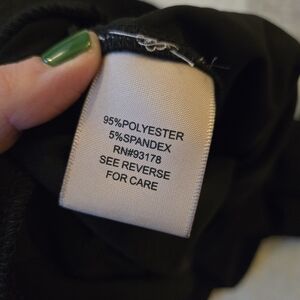 95%POLYESTER
5%SPANDEX
RN#93178
SEE REVERSE
FOR CARE